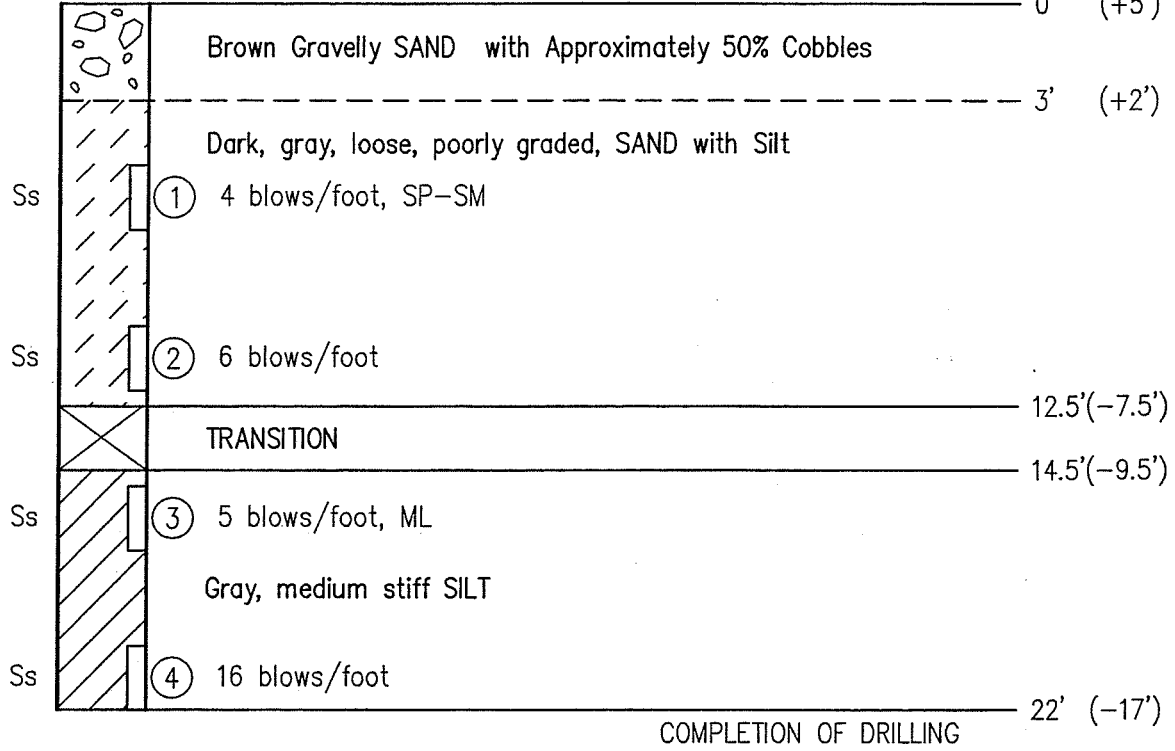 0 (+5')
Brown Gravelly SAND with Approximately 50% Cobbles
3' (+2')
Dark, gray, loose, poorly graded, SAND with Silt
Ss 1 4 blows/foot, SP-SM
Ss 2 6 blows/foot
12.5'(-7.5')
TRANSITION
14.5'(-9.5')
Ss 3 5 blows/foot, ML
Gray, medium stiff SILT
Ss 4 16 blows/foot
22' (-17')
COMPLETION OF DRILLING